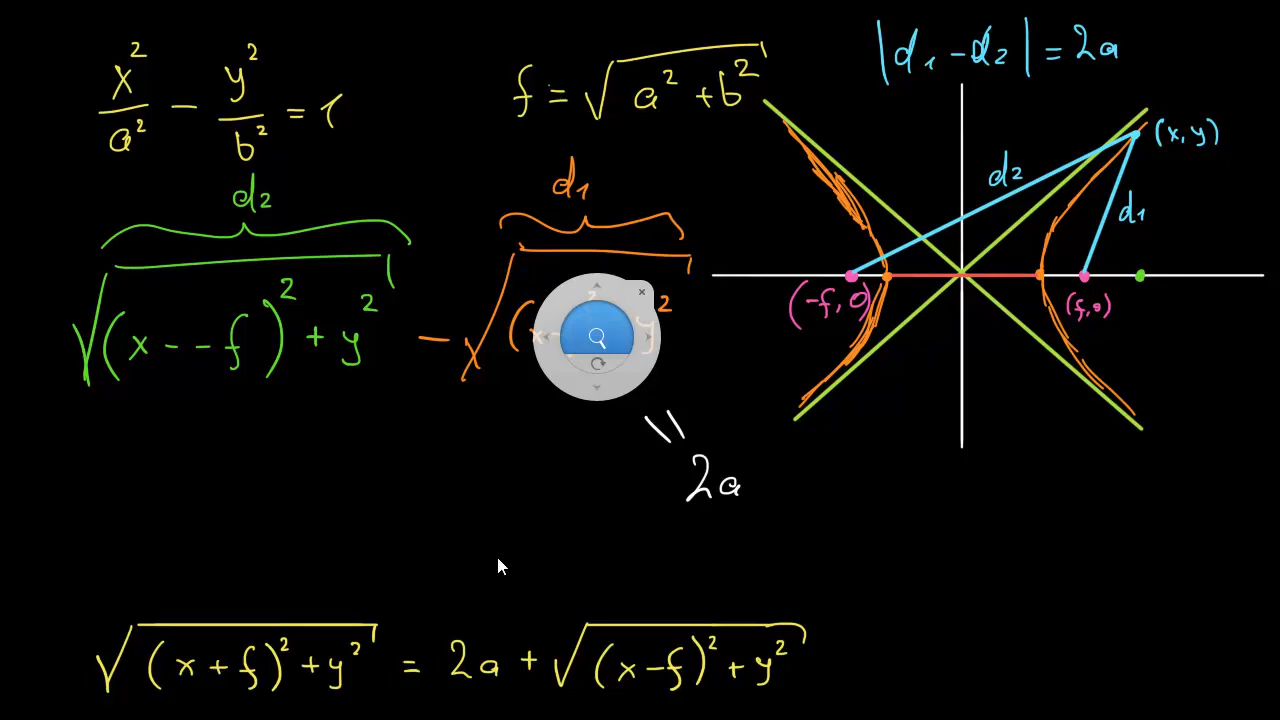 x²/a² - y²/b² = 1
f = √(a² + b²)
|d1 - d2| = 2a
(x, y)
d2
d1
(-f, 0)
(f, 0)
d2
d1
√((x - -f)² + y²) - √((x-
y²
= 2a
√((x + f)² + y²) = 2a + √((x - f)² + y²)